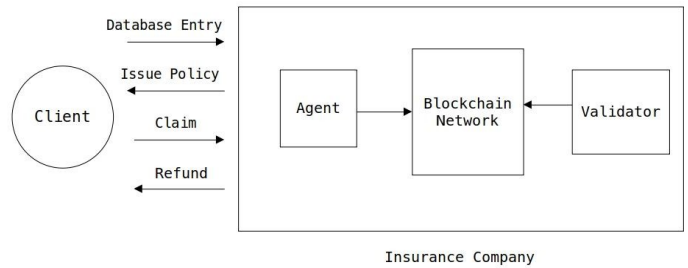 Database Entry
Issue Policy
Client
Claim
Refund
Agent
Blockchain
Network
Validator
Insurance Company